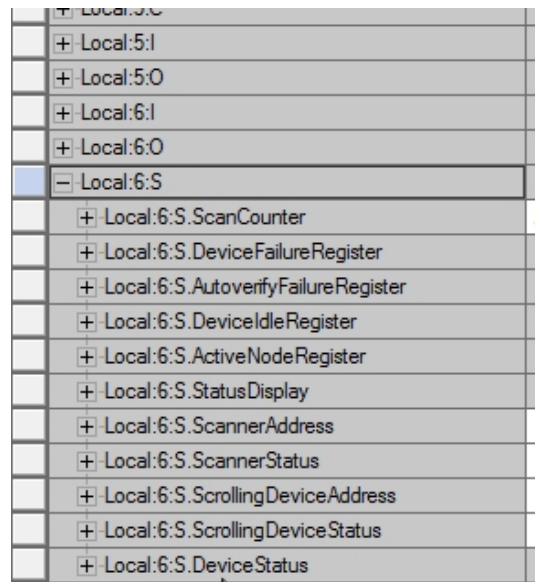 Local:5:C
Local:5:I
Local:5:O
Local:6:I
Local:6:O
Local:6:S
Local:6:S.ScanCounter
Local:6:S.DeviceFailureRegister
Local:6:S.AutoverifyFailureRegister
Local:6:S.DeviceIdleRegister
Local:6:S.ActiveNodeRegister
Local:6:S.StatusDisplay
Local:6:S.ScannerAddress
Local:6:S.ScannerStatus
Local:6:S.ScrollingDeviceAddress
Local:6:S.ScrollingDeviceStatus
Local:6:S.DeviceStatus